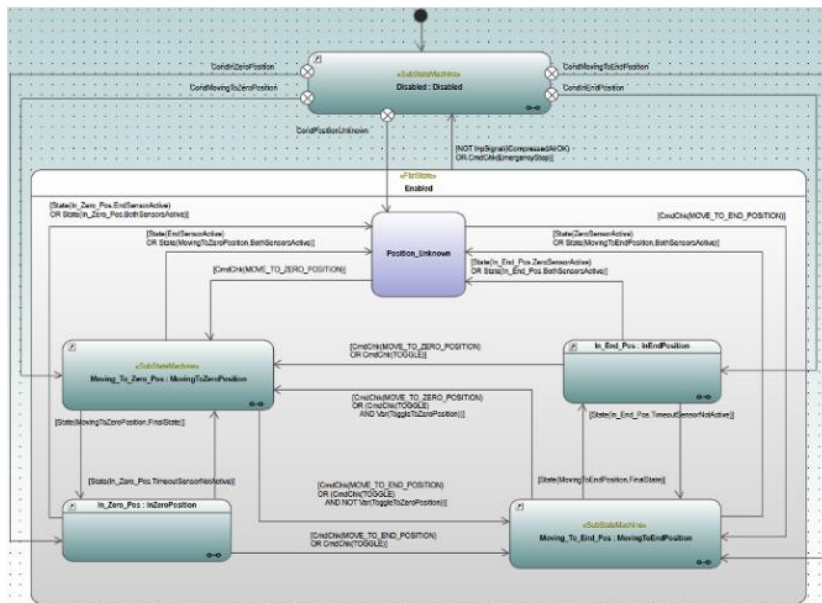 CondInZeroPosition
CondMovingToEndPosition
«SubStateMachine»
CondMovingToZeroPosition
Disabled : Disabled
CondInEndPosition
CondPositionUnknown
[NOT InpSignal(iCompressedAirOK)
OR CmdChk(EmergencyStop)]
Enabled
[State(In_Zero_Pos.EndSensorActive)
OR State(In_Zero_Pos.BothSensorsActive)]
[CmdChk(MOVE_TO_END_POSITION)]
[State(EndSensorActive)
OR State(MovingToZeroPosition.BothSensorsActive)]
[State(ZeroSensorActive)
OR State(MovingToEndPosition.BothSensorsActive)]
Position_Unknown
[State(In_End_Pos.ZeroSensorActive)
OR State(In_End_Pos.BothSensorsActive)]
[CmdChk(MOVE_TO_ZERO_POSITION)]
[CmdChk(MOVE_TO_ZERO_POSITION)
OR CmdChk(TOGGLE)]
In_End_Pos : InEndPosition
«SubStateMachine»
Moving_To_Zero_Pos : MovingToZeroPosition
[CmdChk(MOVE_TO_ZERO_POSITION)
OR (CmdChk(TOGGLE)
AND Var(ToggleToZeroPosition))]
[State(MovingToZeroPosition.FinalState)]
[State(In_End_Pos.TimeoutSensorNotActive)]
[State(In_Zero_Pos.TimeoutSensorNotActive)]
[CmdChk(MOVE_TO_END_POSITION)
OR (CmdChk(TOGGLE)
AND NOT Var(ToggleToZeroPosition))]
[State(MovingToEndPosition.FinalState)]
In_Zero_Pos : InZeroPosition
«SubStateMachine»
Moving_To_End_Pos : MovingToEndPosition
[CmdChk(MOVE_TO_END_POSITION)
OR CmdChk(TOGGLE)]